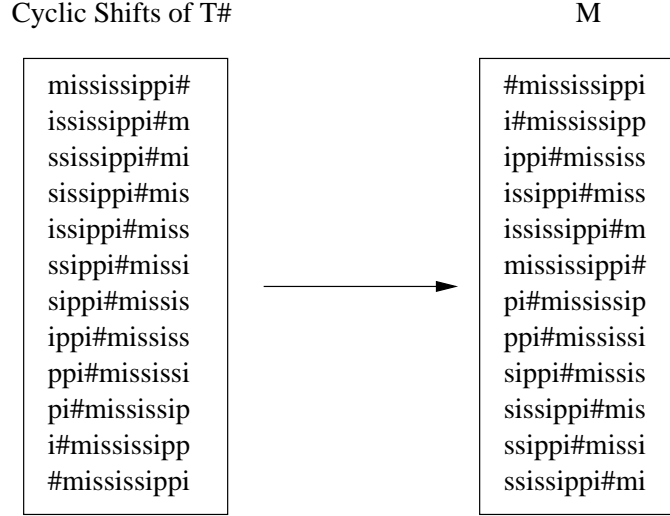 Cyclic Shifts of T#
M
mississippi#
ississippi#m
ssissippi#mi
sissippi#mis
issippi#miss
ssippi#missi
sippi#missis
ippi#mississ
ppi#mississi
pi#mississip
i#mississipp
#mississippi
#mississippi
i#mississipp
ippi#mississ
issippi#miss
ississippi#m
mississippi#
pi#mississip
ppi#mississi
sippi#missis
sissippi#mis
ssippi#missi
ssissippi#mi